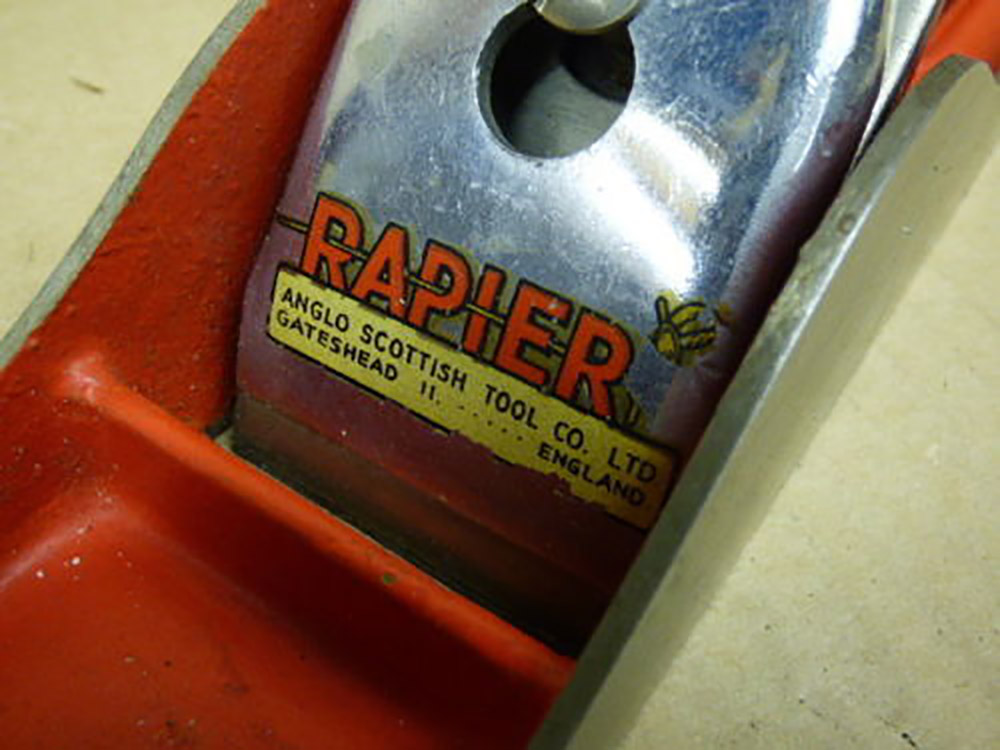 RAPIER
ANGLO SCOTTISH TOOL CO. LTD
GATESHEAD 11. . . . . . . ENGLAND